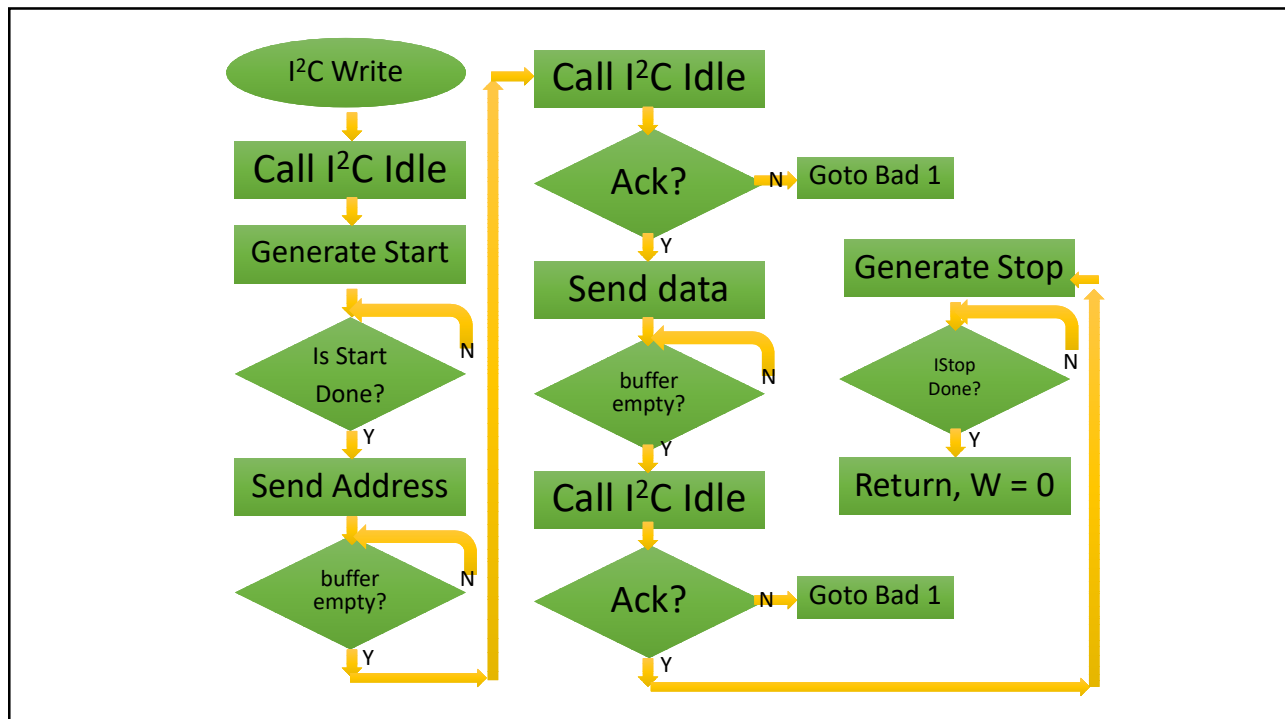 I²C Write
Call I²C Idle
Generate Start
Is Start
Done?
N
Y
Send Address
buffer
empty?
N
Y
Call I²C Idle
Ack?
N
Goto Bad 1
Y
Send data
buffer
empty?
N
Y
Call I²C Idle
Ack?
N
Goto Bad 1
Y
Generate Stop
IStop
Done?
N
Y
Return, W = 0